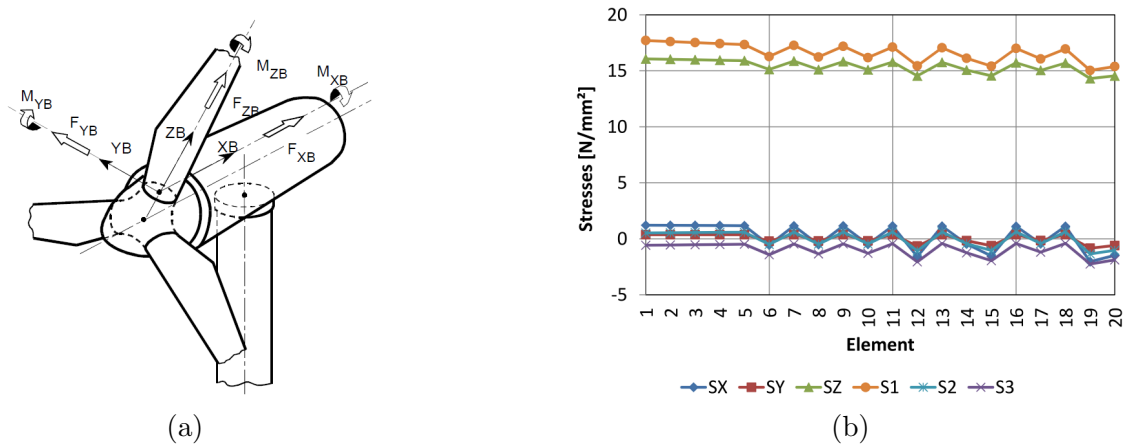 M_YB
F_YB
YB
ZB
M_ZB
F_ZB
M_XB
XB
F_XB
(a)
Stresses [N/mm²]
20
15
10
5
0
-5
1 2 3 4 5 6 7 8 9 10 11 12 13 14 15 16 17 18 19 20
Element
SX SY SZ S1 S2 S3
(b)